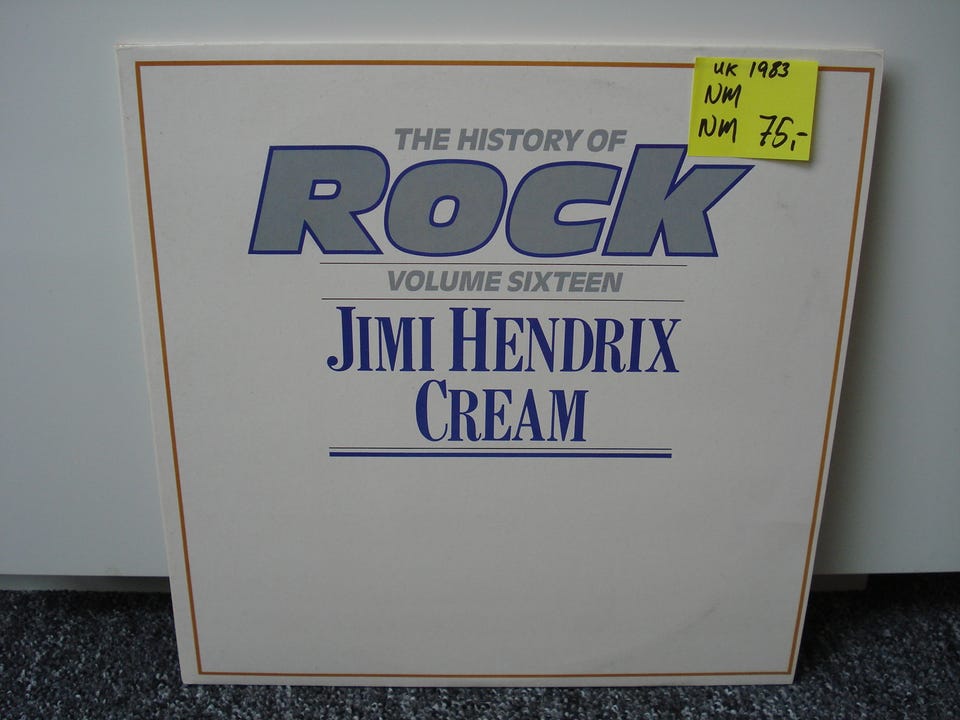 UK 1983
NM
NM 75,-
THE HISTORY OF
ROCK
VOLUME SIXTEEN
JIMI HENDRIX
CREAM